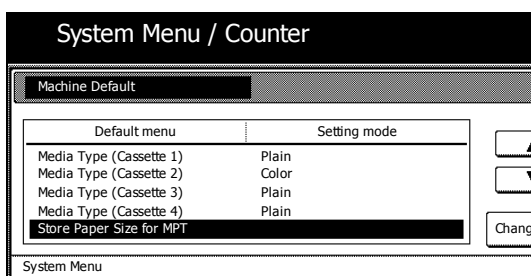 System Menu / Counter
Machine Default
Default menu Setting mode
Media Type (Cassette 1) Plain
Media Type (Cassette 2) Color
Media Type (Cassette 3) Plain
Media Type (Cassette 4) Plain
Store Paper Size for MPT
Chang
System Menu